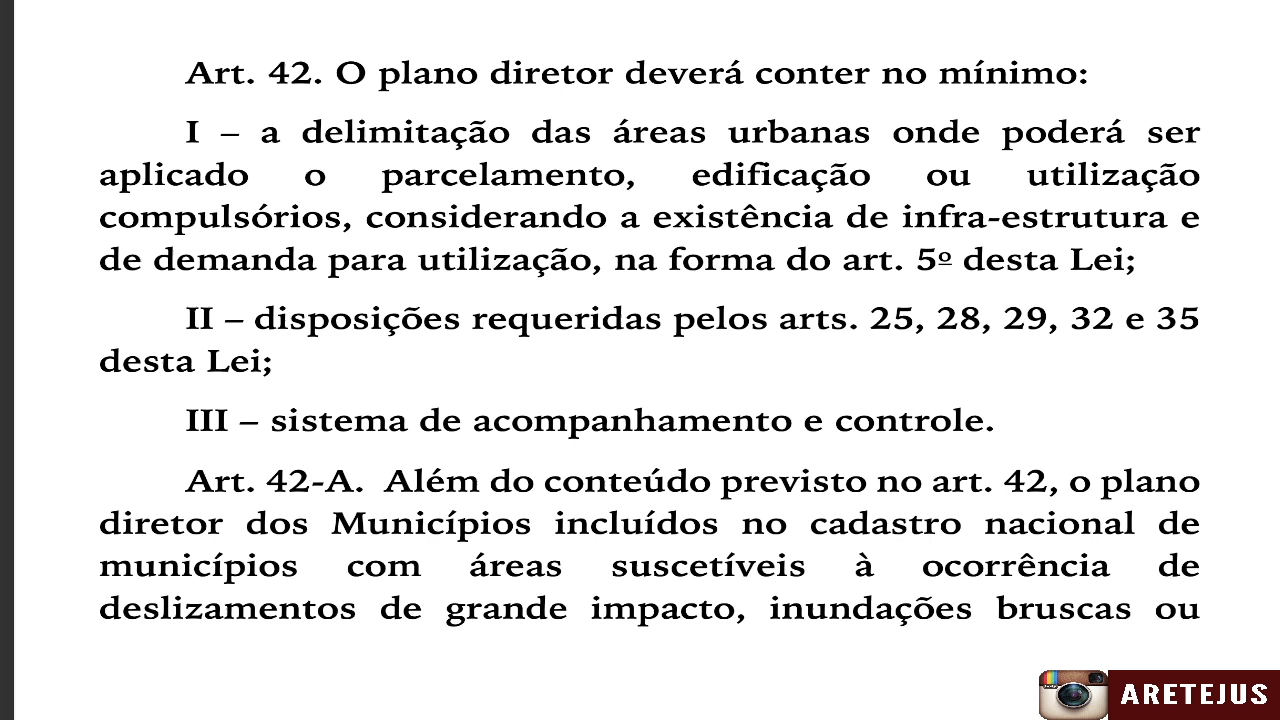 Art. 42. O plano diretor deverá conter no mínimo:
I – a delimitação das áreas urbanas onde poderá ser
aplicado o parcelamento, edificação ou utilização
compulsórios, considerando a existência de infra-estrutura e
de demanda para utilização, na forma do art. 5º desta Lei;
II – disposições requeridas pelos arts. 25, 28, 29, 32 e 35
desta Lei;
III – sistema de acompanhamento e controle.
Art. 42-A. Além do conteúdo previsto no art. 42, o plano
diretor dos Municípios incluídos no cadastro nacional de
municípios com áreas suscetíveis à ocorrência de
deslizamentos de grande impacto, inundações bruscas ou
ARETEJUS